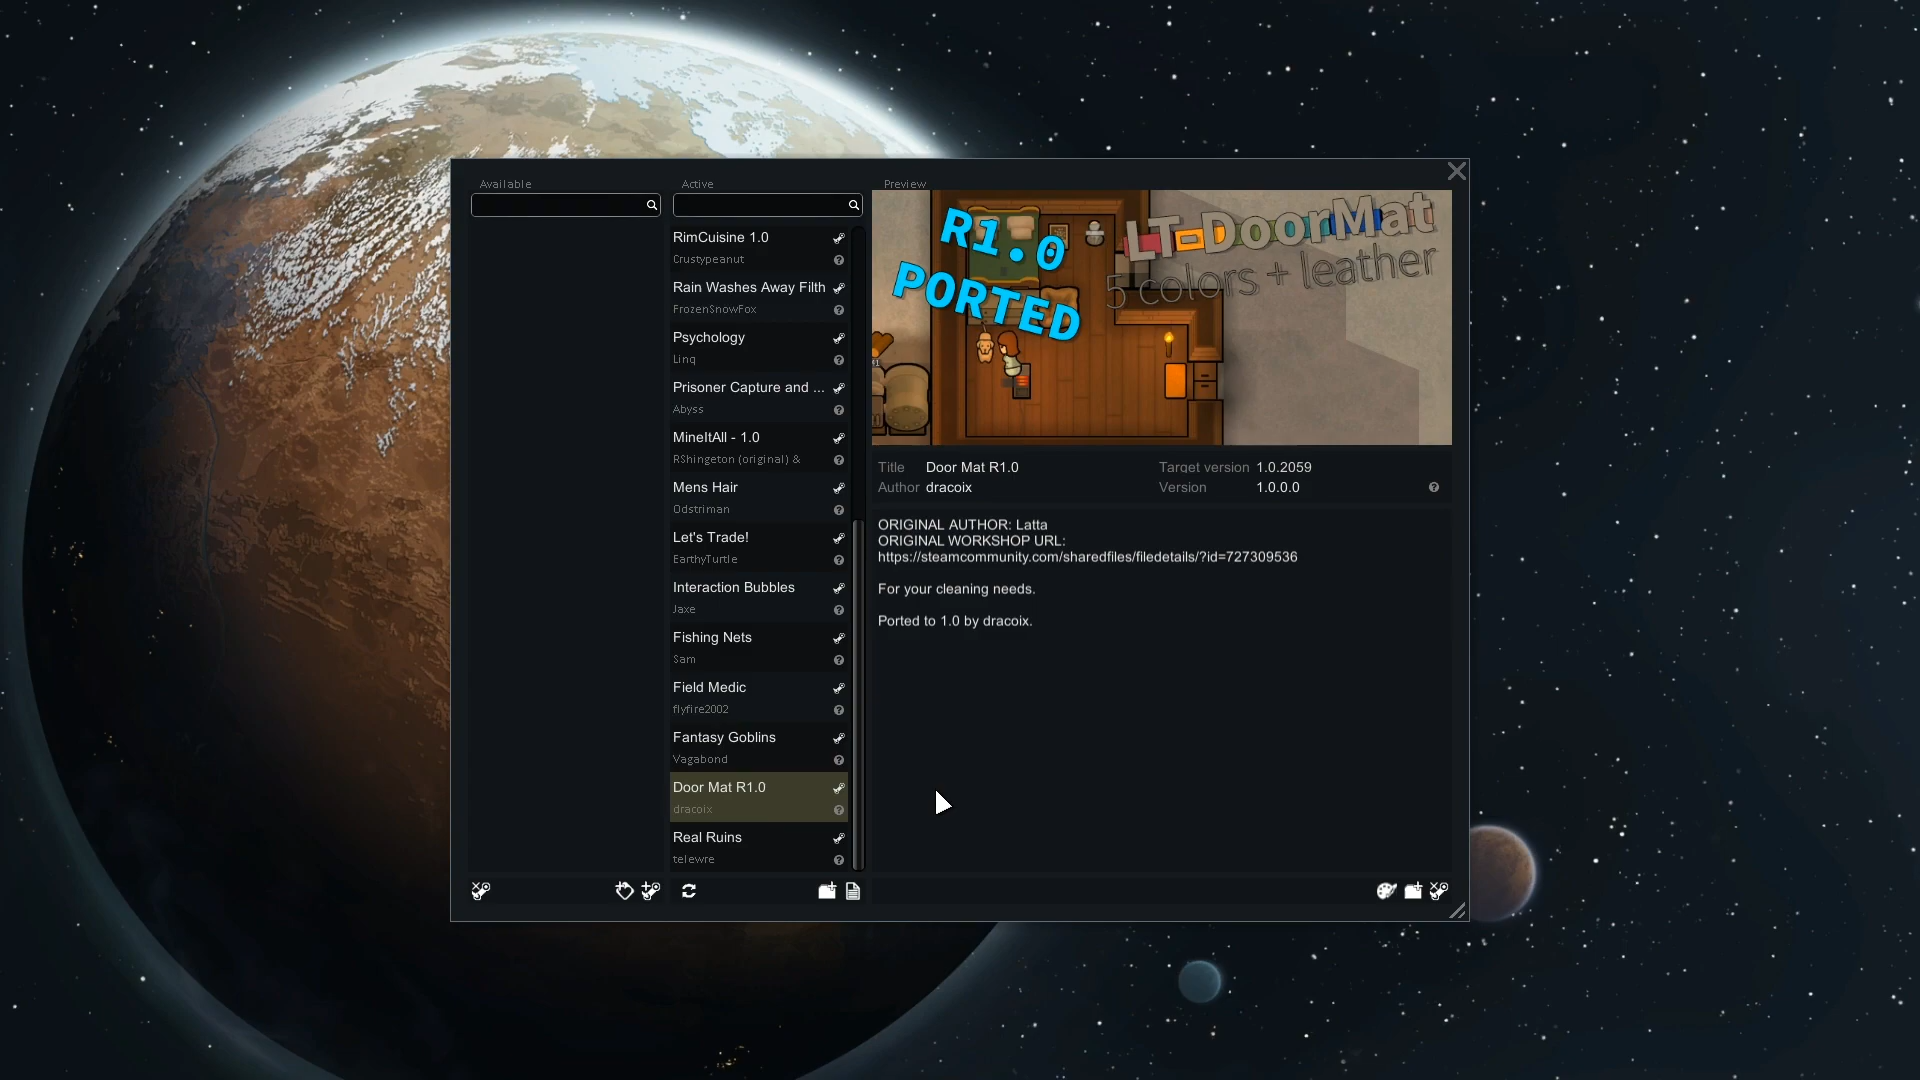 Available
Active
Preview
RimCuisine 1.0
Crustypeanut
Rain Washes Away Filth
FrozenSnowFox
Psychology
Linq
Prisoner Capture and ...
Abyss
MineItAll - 1.0
RShingeton (original) &
Mens Hair
Odstriman
Let's Trade!
EarthyTurtle
Interaction Bubbles
Jaxe
Fishing Nets
Sam
Field Medic
flyfire2002
Fantasy Goblins
Vagabond
Door Mat R1.0
dracoix
Real Ruins
telewre
R1.0
PORTED
LT-DoorMat
5 colors + leather
Title Door Mat R1.0
Target version 1.0.2059
Author dracoix
Version 1.0.0.0
ORIGINAL AUTHOR: Latta
ORIGINAL WORKSHOP URL:
https://steamcommunity.com/sharedfiles/filedetails/?id=727309536
For your cleaning needs.
Ported to 1.0 by dracoix.